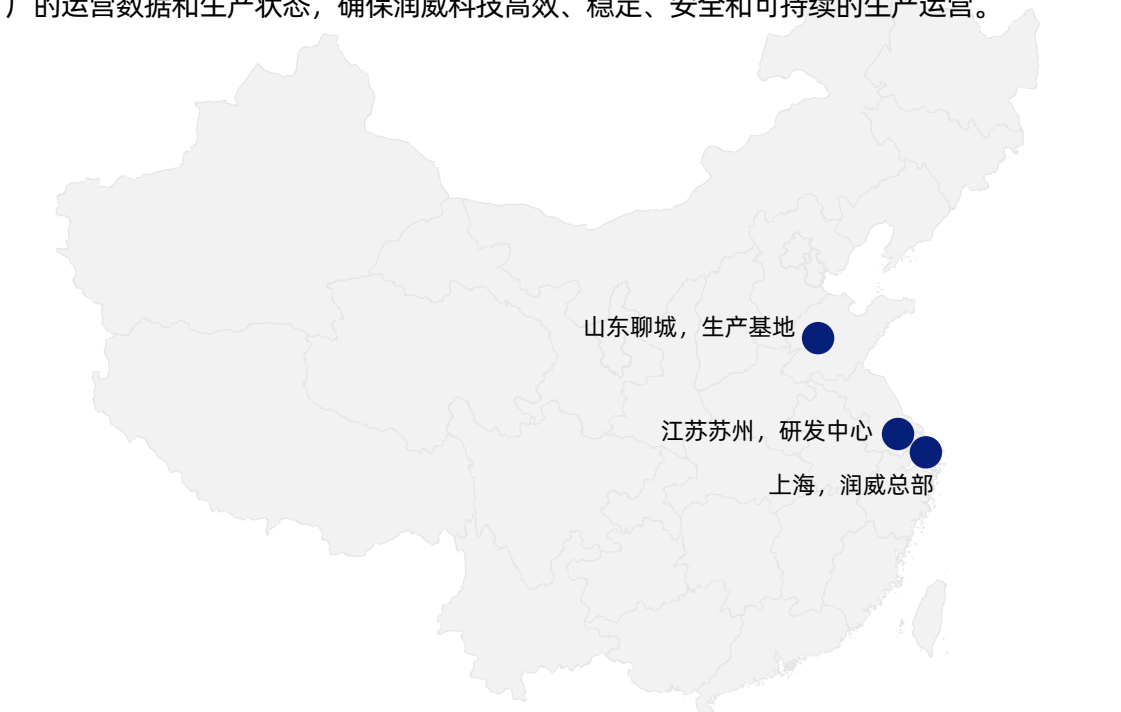 厂的运营数据和生产状态，确保润威科技高效、稳定、安全和可持续的生产运营。
山东聊城，生产基地
江苏苏州，研发中心
上海，润威总部